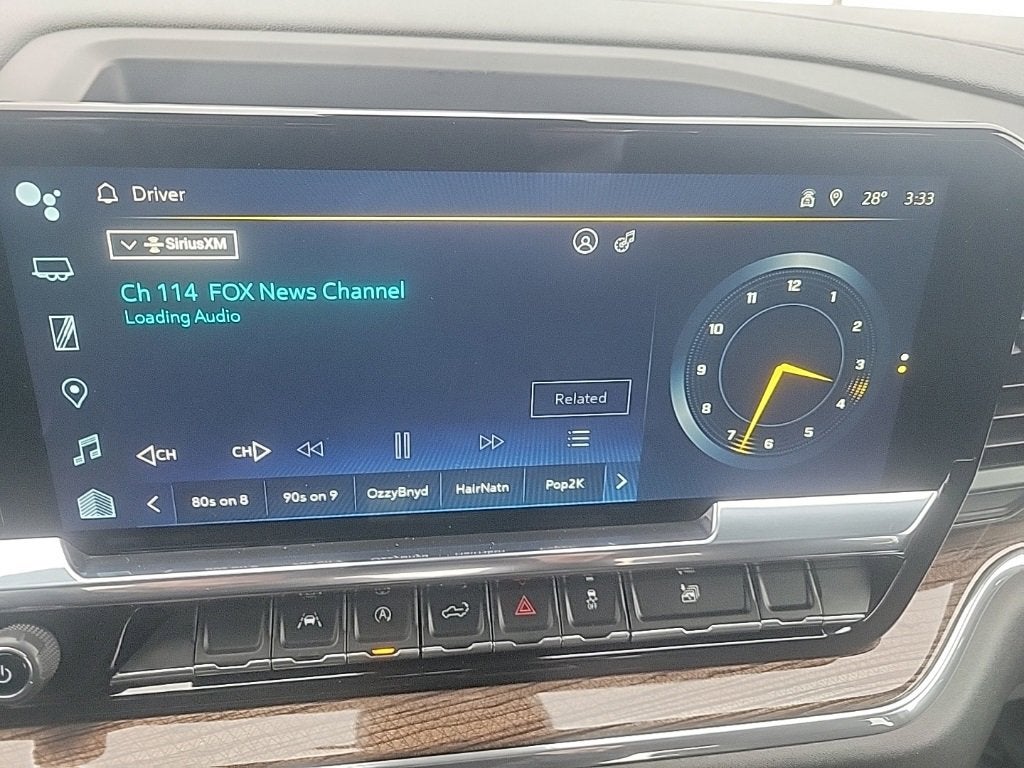 Driver
28° 3:33
SiriusXM
Ch 114 FOX News Channel
Loading Audio
Related
CH CH
80s on 8 90s on 9 OzzyBnyd HairNatn Pop2K
12
1
2
3
4
5
6
7
8
9
10
11
A
OFF